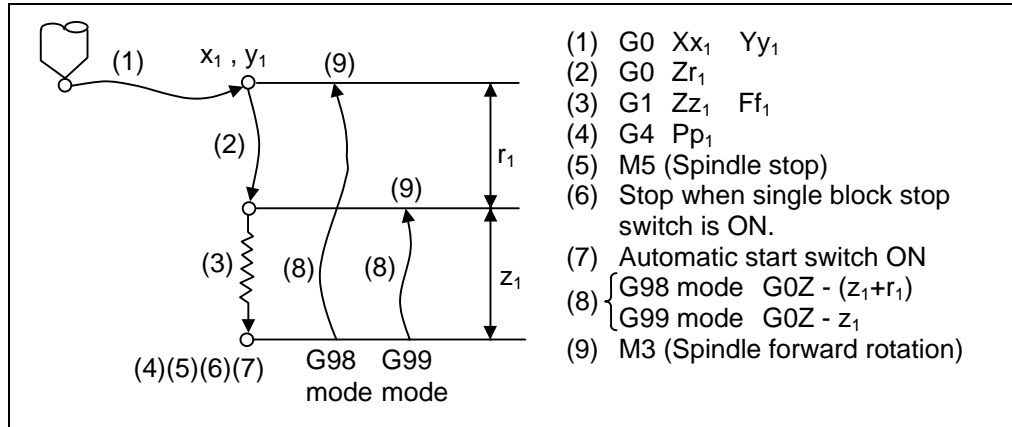 (1)
x₁ , y₁
(9)
(2)
r₁
(9)
(3)
(8)
(8)
z₁
(4)(5)(6)(7)
G98
mode
G99
mode
(1) G0 Xx₁ Yy₁
(2) G0 Zr₁
(3) G1 Zz₁ Ff₁
(4) G4 Pp₁
(5) M5 (Spindle stop)
(6) Stop when single block stop
switch is ON.
(7) Automatic start switch ON
(8) G98 mode G0Z - (z₁+r₁)
G99 mode G0Z - z₁
(9) M3 (Spindle forward rotation)